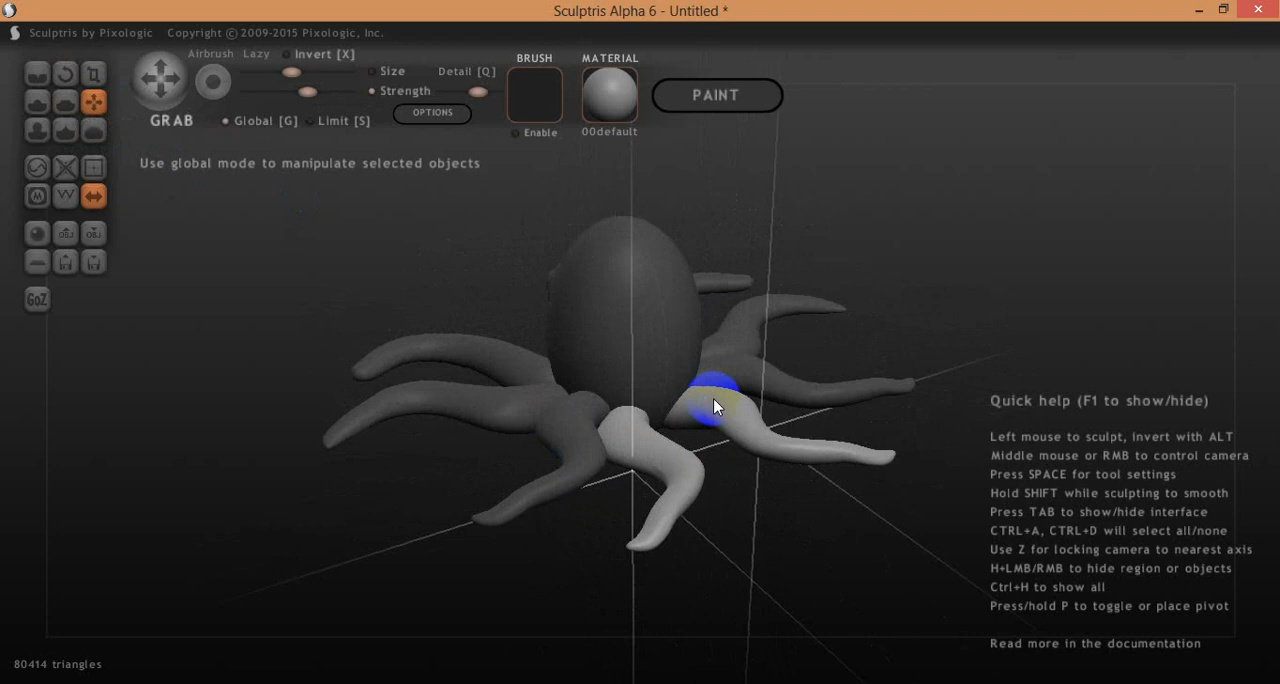 Sculptris Alpha 6 - Untitled *
Sculptris by Pixologic Copyright © 2009-2015 Pixologic, Inc.
Airbrush Lazy Invert [X]
Size Detail [Q]
Strength
GRAB
Global [G] Limit [S]
OPTIONS
BRUSH
Enable
MATERIAL
00default
PAINT
Use global mode to manipulate selected objects
OBJ OBJ
GoZ
Quick help (F1 to show/hide)
Left mouse to sculpt, invert with ALT
Middle mouse or RMB to control camera
Press SPACE for tool settings
Hold SHIFT while sculpting to smooth
Press TAB to show/hide interface
CTRL+A, CTRL+D will select all/none
Use Z for locking camera to nearest axis
H+LMB/RMB to hide region or objects
Ctrl+H to show all
Press/hold P to toggle or place pivot
Read more in the documentation
80414 triangles